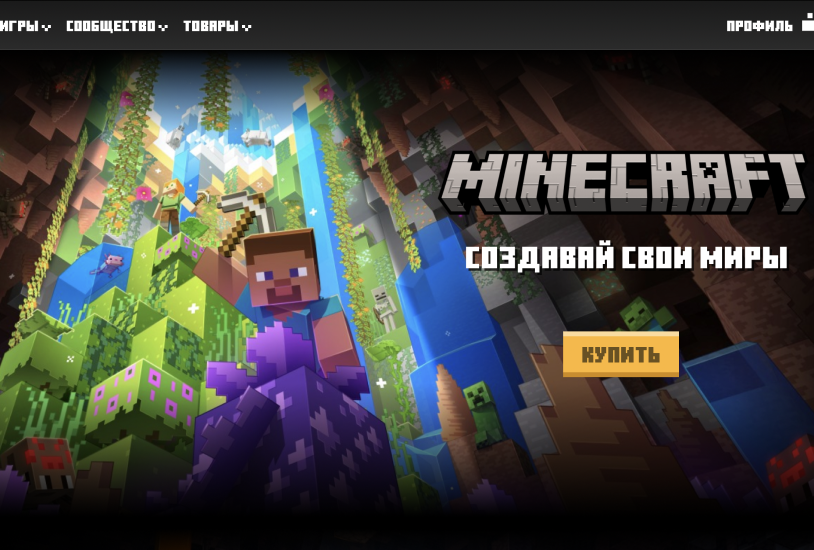 ИГРЫ СООБЩЕСТВО ТОВАРЫ ПРОФИЛЬ
MINECRAFT
СОЗДАВАЙ СВОИ МИРЫ
КУПИТЬ